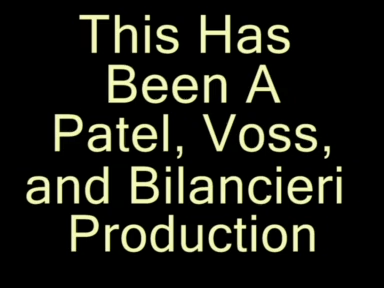 This Has
Been A
Patel, Voss,
and Bilancieri
Production